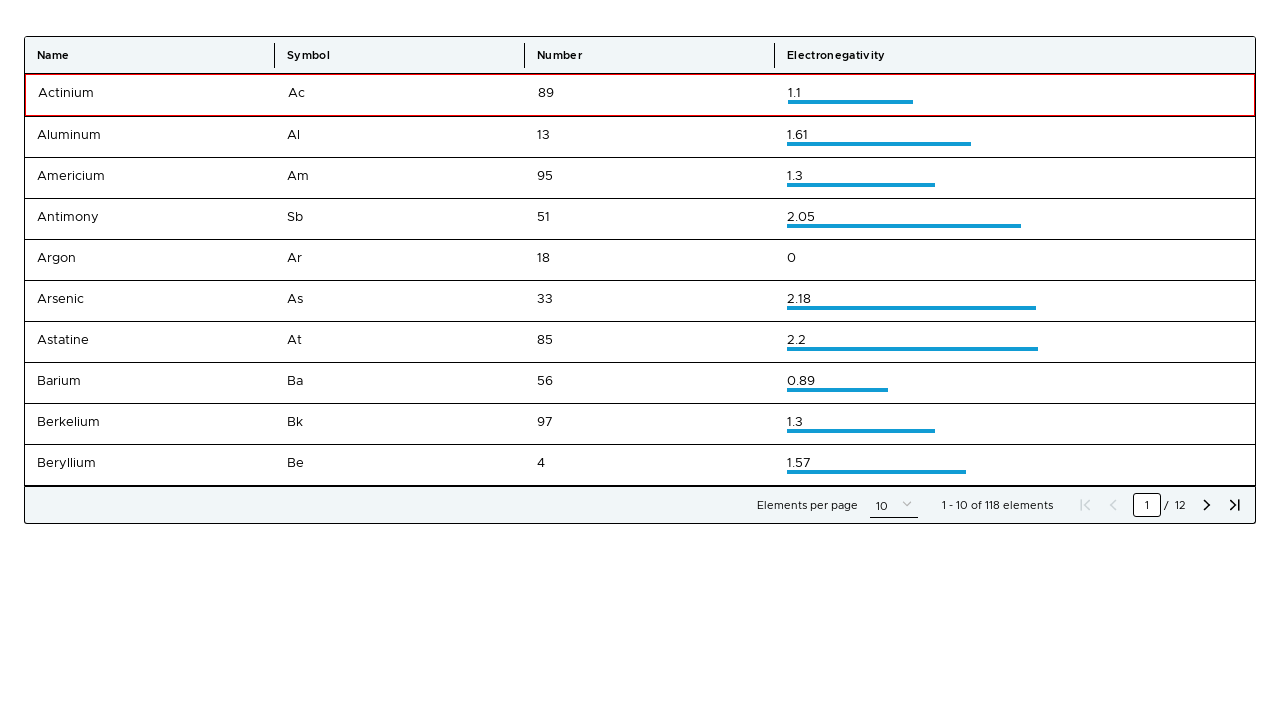 Name Symbol Number Electronegativity
Actinium Ac 89 1.1
Aluminum Al 13 1.61
Americium Am 95 1.3
Antimony Sb 51 2.05
Argon Ar 18 0
Arsenic As 33 2.18
Astatine At 85 2.2
Barium Ba 56 0.89
Berkelium Bk 97 1.3
Beryllium Be 4 1.57
Elements per page 10 1 - 10 of 118 elements 1 / 12